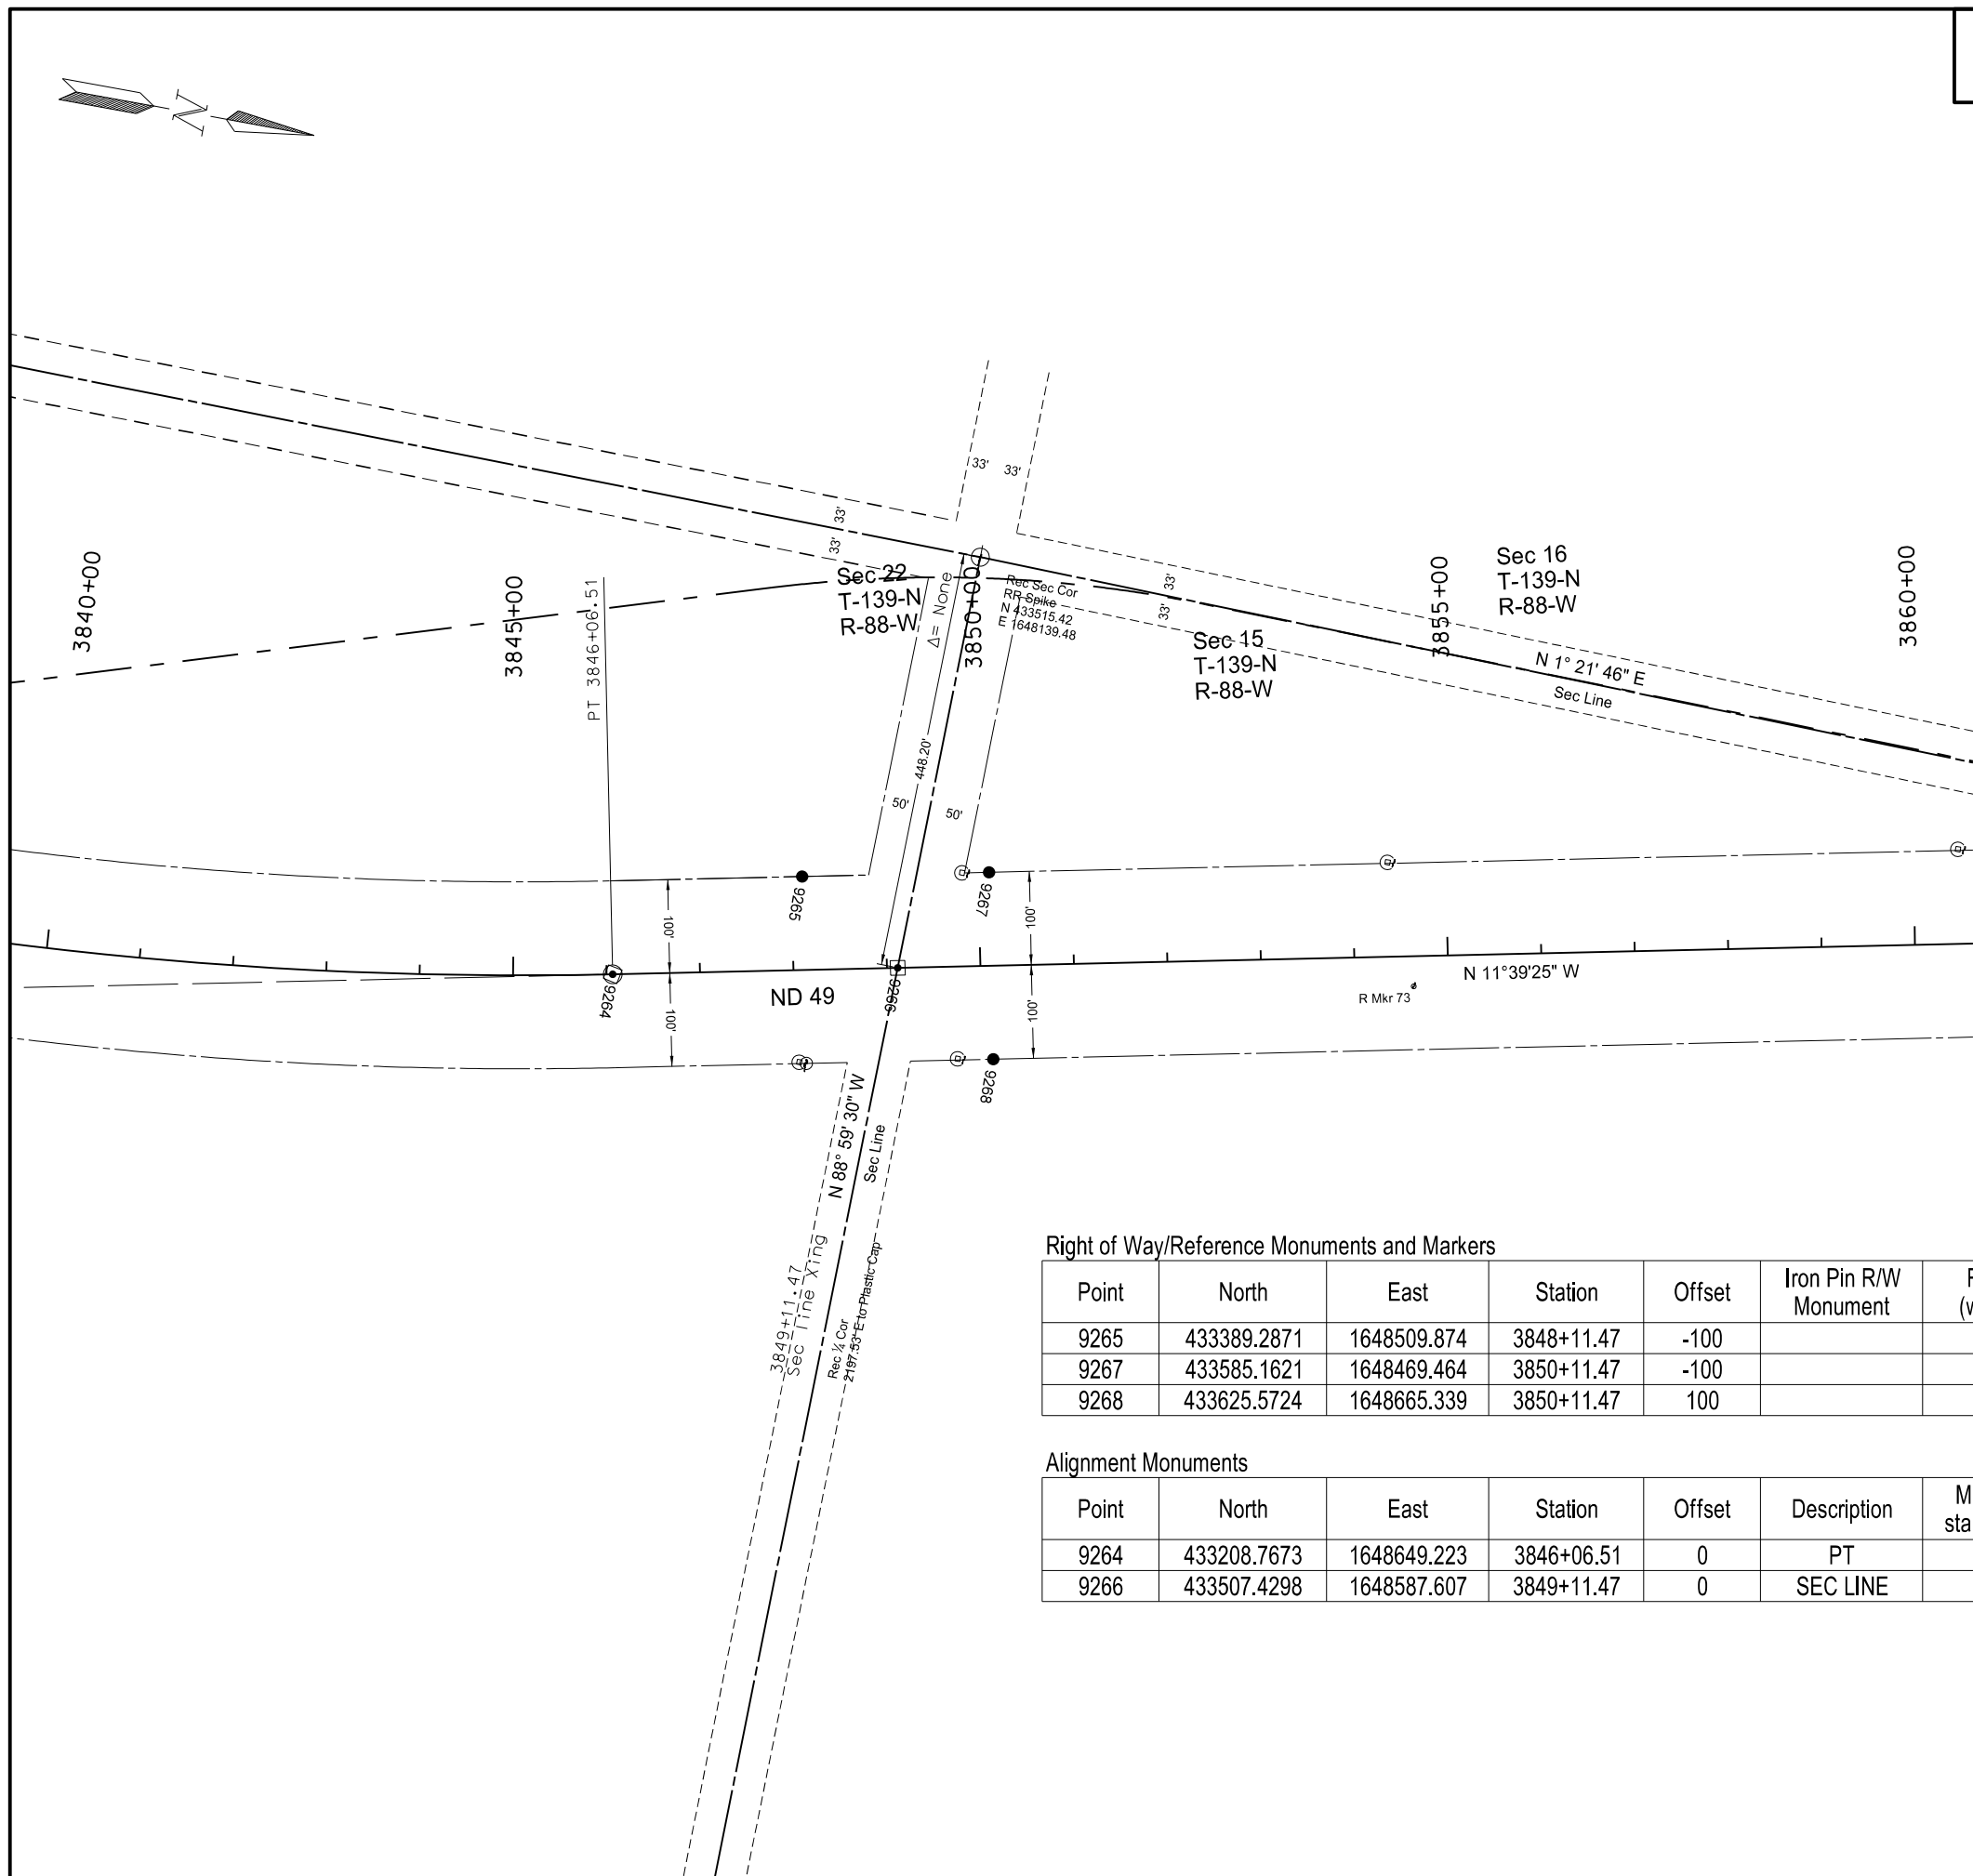 N
3840+00
3845+00
PT 3846+06.51
33'
33'
33' 33'
Sec 22
T-139-N
R-88-W
Δ= None
3850+00
Rec Sec Cor
RR Spike
N 433515.42
E 1648139.48
33'
33'
Sec 15
T-139-N
R-88-W
3855+00
Sec 16
T-139-N
R-88-W
3860+00
N 1° 21' 46" E
Sec Line
448.20'
50'
50'
9265
9267
100'
100'
9264
ND 49
9266
100'
100'
R Mkr 73
N 11°39'25" W
9268
N 88° 59' 30" W
Sec Line
3849+11.47
Sec line Xing
Rec ¼ Cor
2197.53' E to Plastic Cap
Right of Way/Reference Monuments and Markers
Point North East Station Offset Iron Pin R/W Monument
9265 433389.2871 1648509.874 3848+11.47 -100
9267 433585.1621 1648469.464 3850+11.47 -100
9268 433625.5724 1648665.339 3850+11.47 100
Alignment Monuments
Point North East Station Offset Description
9264 433208.7673 1648649.223 3846+06.51 0 PT
9266 433507.4298 1648587.607 3849+11.47 0 SEC LINE